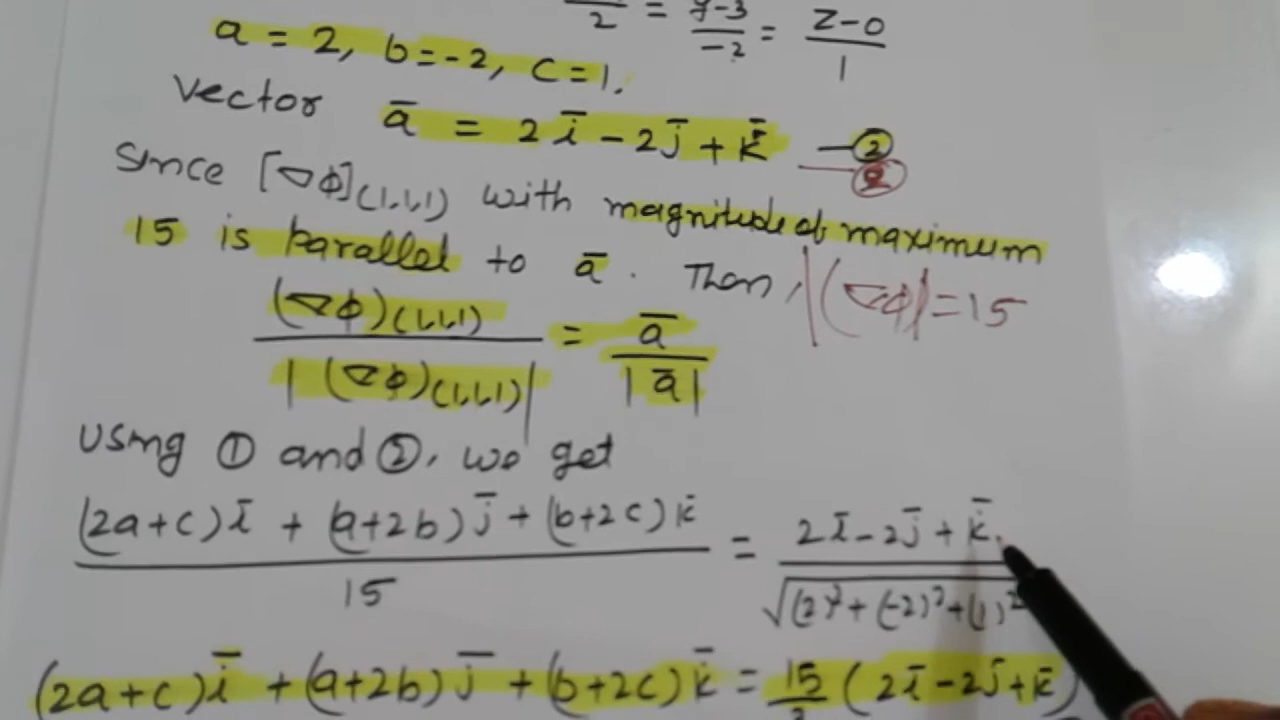 /2 = y-3/-2 = z-0/1
a = 2, b=-2, c=1.
Vector ā = 2ī - 2j̄ + k̄ —②
—②
Since [∇φ](1,1,1) with magnitude of maximum
15 is parallel to ā. Then, |(∇φ)|=15
(∇φ)(1,1,1) / |(∇φ)(1,1,1)| = ā / |ā|
Using ① and ②, we get
(2a+c)ī + (a+2b)j̄ + (b+2c)k̄ / 15 = 2ī-2j̄+k̄ / √(2)²+(-2)²+(1)²
(2a+c)ī + (a+2b)j̄ + (b+2c)k̄ = 15/3 (2ī-2j̄+k̄)